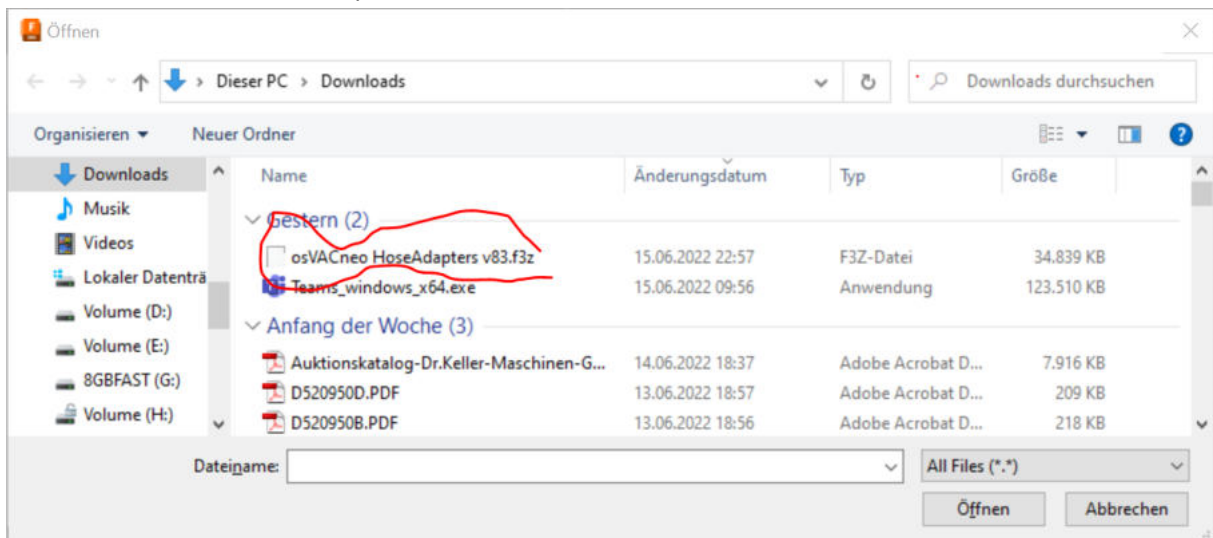 Öffnen
Dieser PC > Downloads
Downloads durchsuchen
Organisieren
Neuer Ordner
Downloads
Musik
Videos
Lokaler Datenträ
Volume (D:)
Volume (E:)
8GBFAST (G:)
Volume (H:)
Name Änderungsdatum Typ Größe
Gestern (2)
osVACneo HoseAdapters v83.f3z 15.06.2022 22:57 F3Z-Datei 34.839 KB
Teams_windows_x64.exe 15.06.2022 09:56 Anwendung 123.510 KB
Anfang der Woche (3)
Auktionskatalog-Dr.Keller-Maschinen-G... 14.06.2022 18:37 Adobe Acrobat D... 7.916 KB
D520950D.PDF 13.06.2022 18:57 Adobe Acrobat D... 209 KB
D520950B.PDF 13.06.2022 18:56 Adobe Acrobat D... 218 KB
Dateiname:
All Files (*.*)
Öffnen
Abbrechen